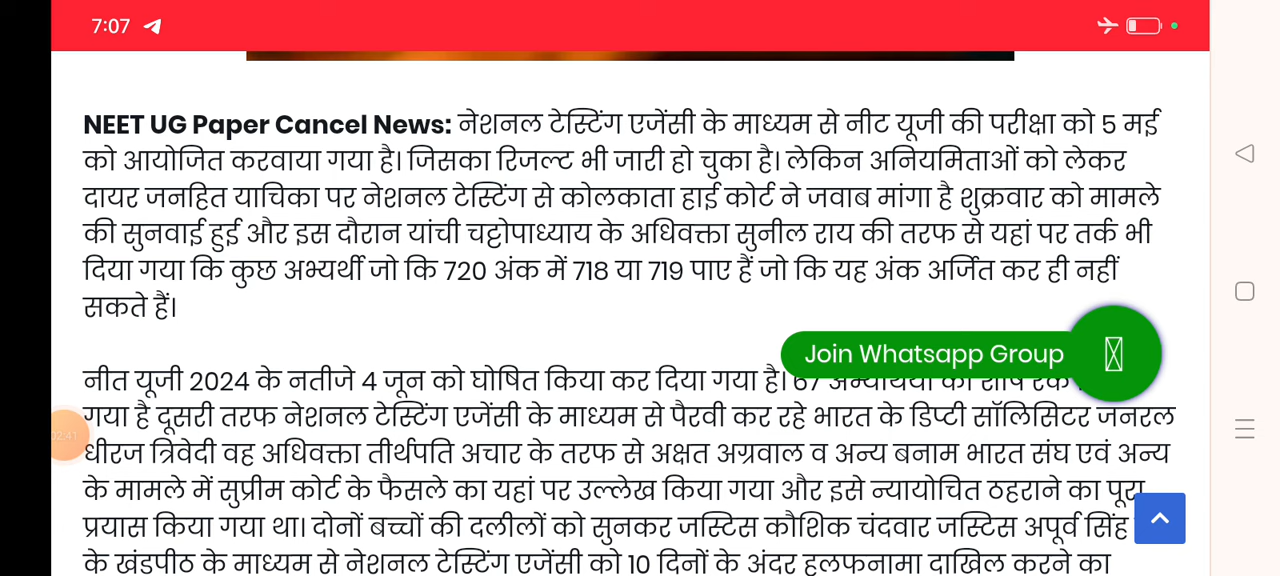 7:07
NEET UG Paper Cancel News: नेशनल टेस्टिंग एजेंसी के माध्यम से नीट यूजी की परीक्षा को 5 मई
को आयोजित करवाया गया है। जिसका रिजल्ट भी जारी हो चुका है। लेकिन अनियमिताओं को लेकर
दायर जनहित याचिका पर नेशनल टेस्टिंग से कोलकाता हाई कोर्ट ने जवाब मांगा है शुक्रवार को मामले
की सुनवाई हुई और इस दौरान यांची चट्टोपाध्याय के अधिवक्ता सुनील राय की तरफ से यहां पर तर्क भी
दिया गया कि कुछ अभ्यर्थी जो कि 720 अंक में 718 या 719 पाए हैं जो कि यह अंक अर्जित कर ही नहीं
सकते हैं।
Join Whatsapp Group
नीत यूजी 2024 के नतीजे 4 जून को घोषित किया कर दिया गया है। 67
गया है दूसरी तरफ नेशनल टेस्टिंग एजेंसी के माध्यम से पैरवी कर रहे भारत के डिप्टी सॉलिसिटर जनरल
02:41
धीरज त्रिवेदी वह अधिवक्ता तीर्थपति अचार के तरफ से अक्षत अग्रवाल व अन्य बनाम भारत संघ एवं अन्य
के मामले में सुप्रीम कोर्ट के फैसले का यहां पर उल्लेख किया गया और इसे न्यायोचित ठहराने का पूरा
प्रयास किया गया था। दोनों बच्चों की दलीलों को सुनकर जस्टिस कौशिक चंदवार जस्टिस अपूर्व सिंह
के खंडपीठ के माध्यम से नेशनल टेस्टिंग एजेंसी को 10 दिनों के अंदर हलफनामा दाखिल करने का